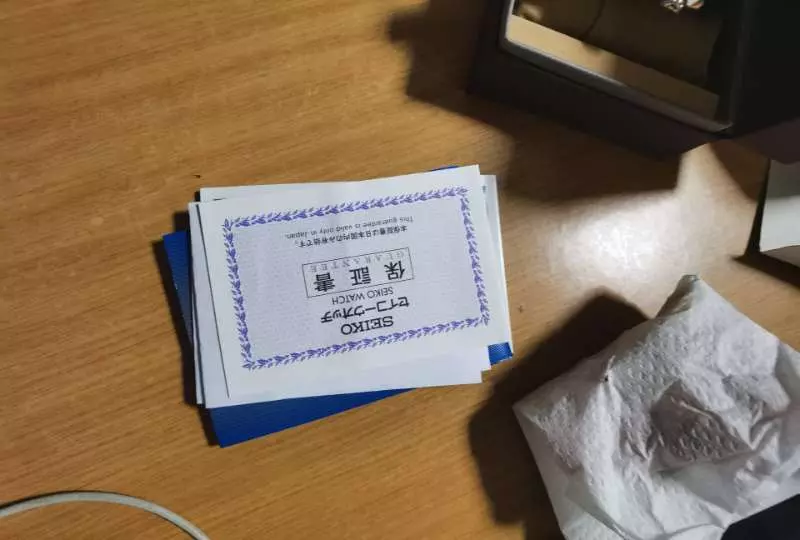 SEIKO
セイコーウオッチ
SEIKO WATCH
保証書
GUARANTEE
本保証書は日本国内のみ有効です。
This guarantee is valid only in Japan.